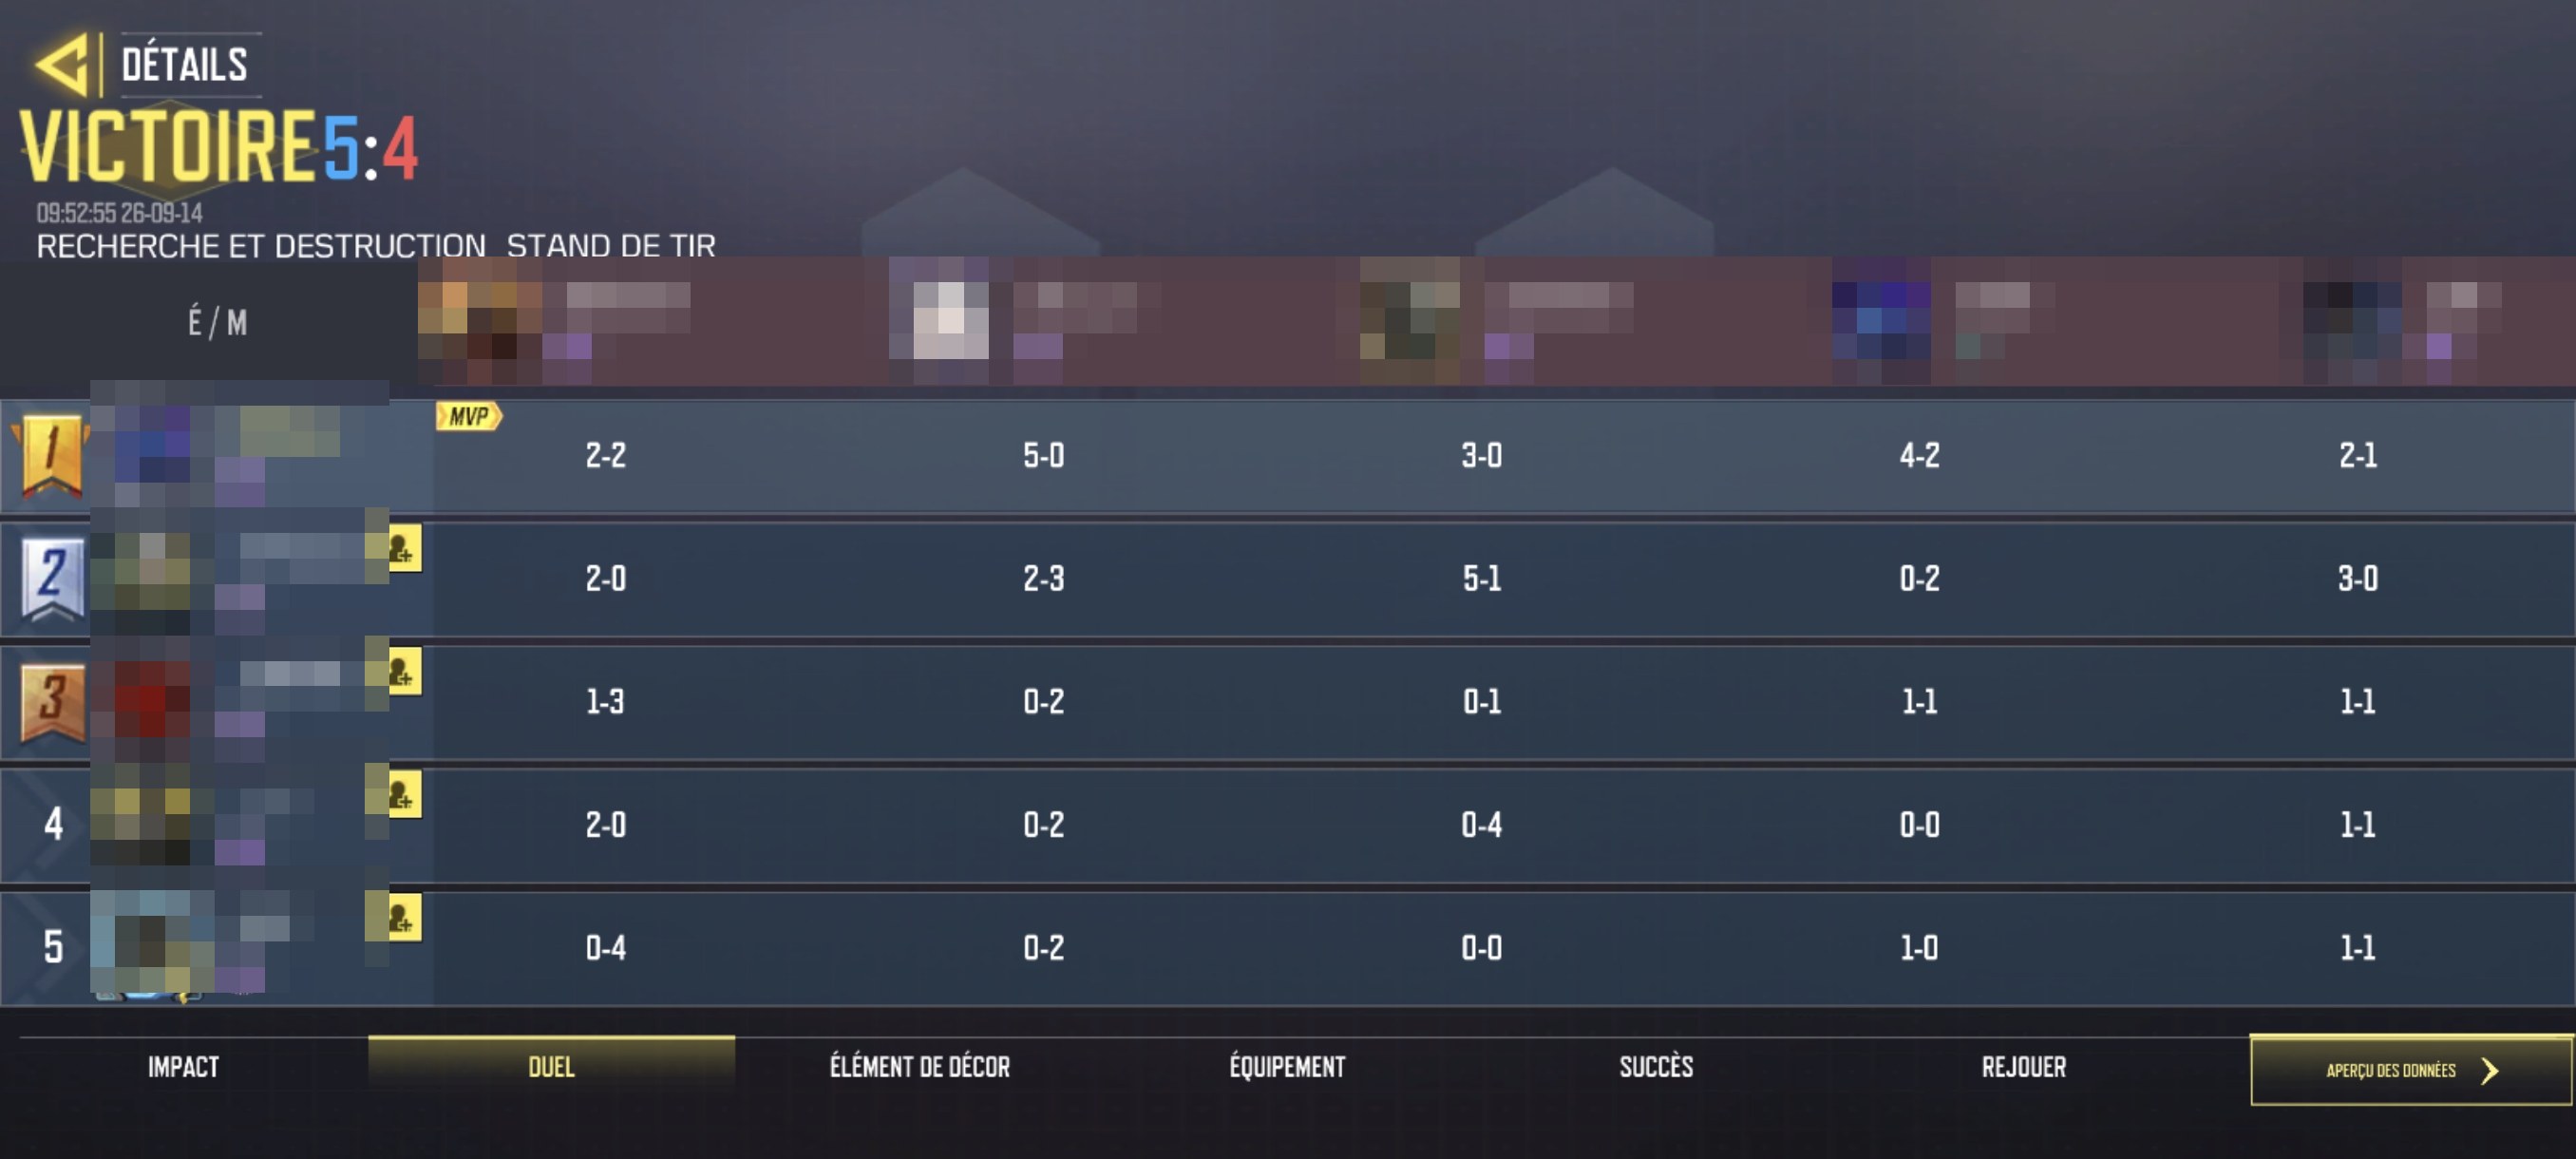 DÉTAILS
VICTOIRE 5:4
09:52:55 26-09-14
RECHERCHE ET DESTRUCTION STAND DE TIR
É / M
MVP
1 2-2 5-0 3-0 4-2 2-1
2 2-0 2-3 5-1 0-2 3-0
3 1-3 0-2 0-1 1-1 1-1
4 2-0 0-2 0-4 0-0 1-1
5 0-4 0-2 0-0 1-0 1-1
IMPACT DUEL ÉLÉMENT DE DÉCOR ÉQUIPEMENT SUCCÈS REJOUER APERÇU DES DONNÉES